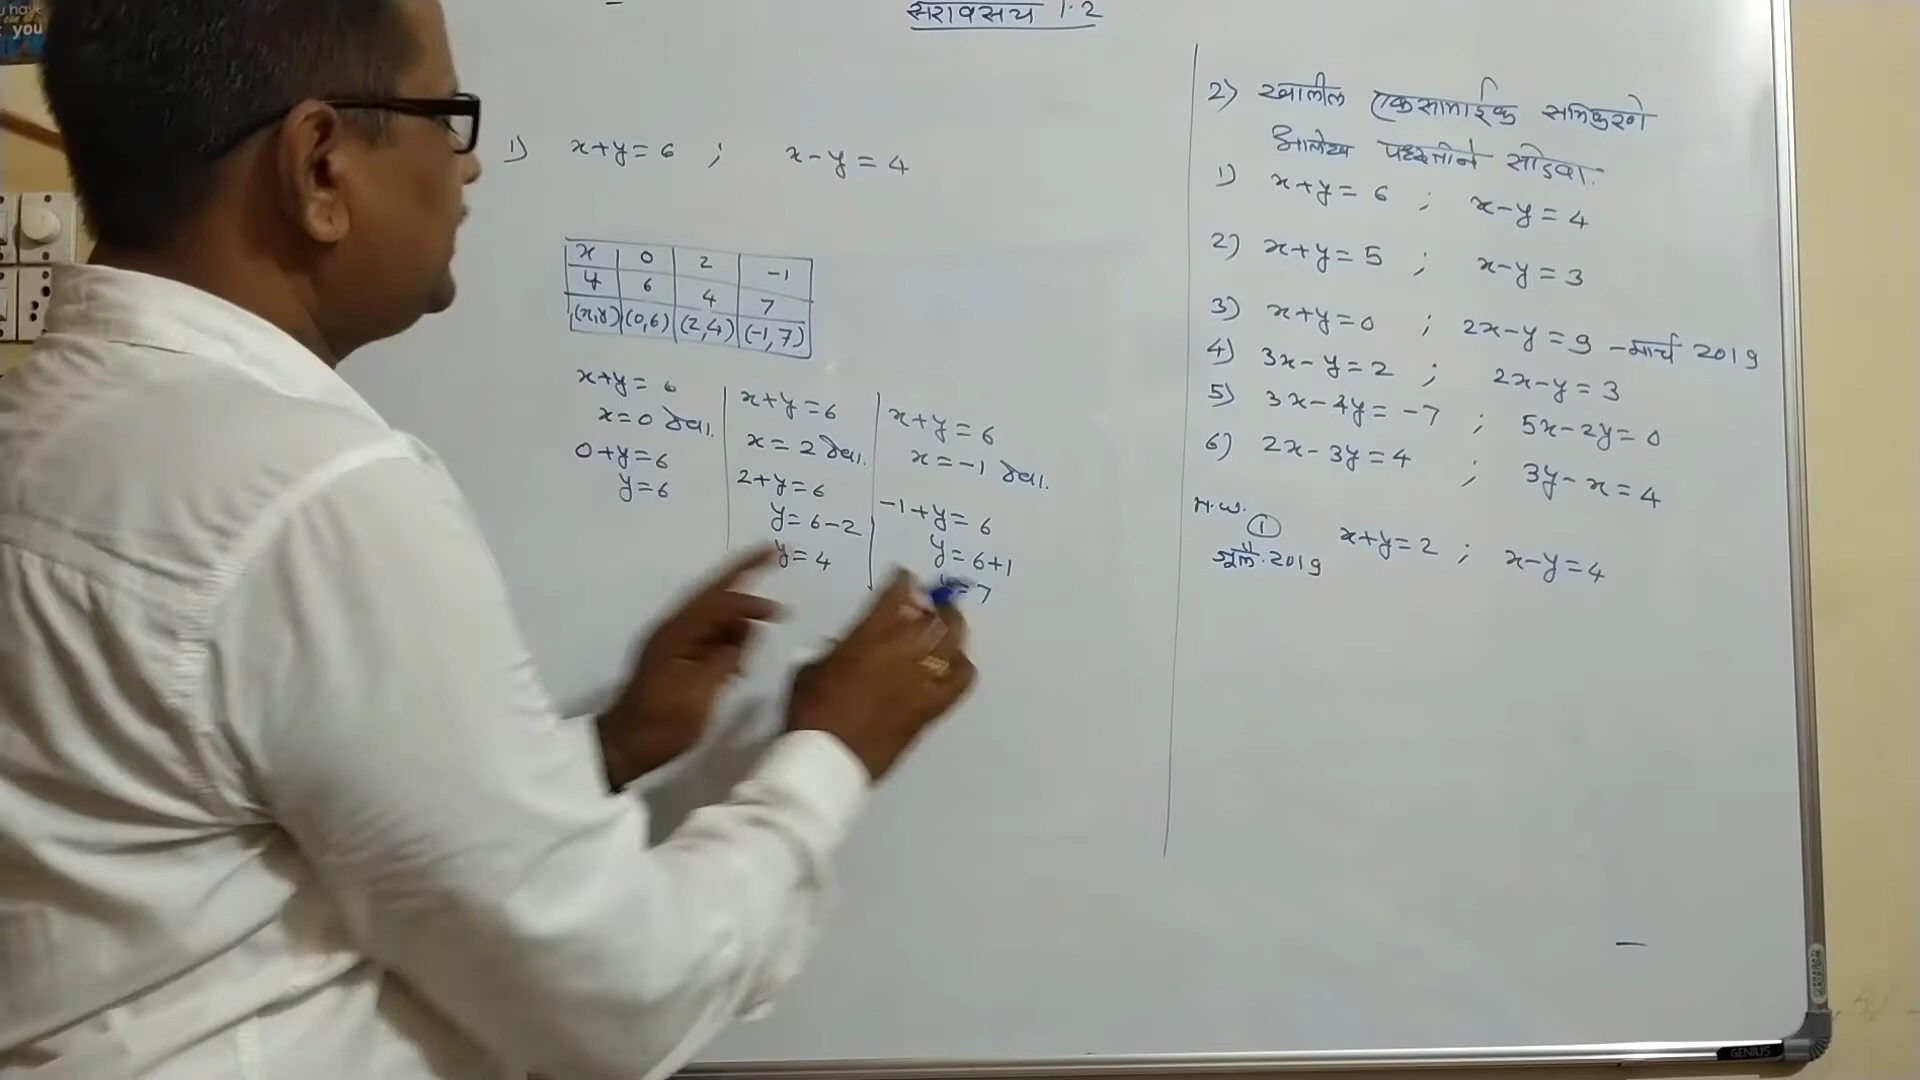 you
सरावसंच 1.2
1) x+y=6 ; x-y=4
x 0 2 -1
y 6 4 7
(x,y) (0,6) (2,4) (-1,7)
x+y=6
x=0 ठेवा.
0+y=6
y=6
x+y=6
x=2 ठेवा.
2+y=6
y=6-2
y=4
x+y=6
x=-1 ठेवा.
-1+y=6
y=6+1
y=7
2) खालील एकसामाईक समिकरणे
आलेख पद्धतीने सोडवा.
1) x+y=6 ; x-y=4
2) x+y=5 ; x-y=3
3) x+y=0 ; 2x-y=9 -मार्च 2019
4) 3x-y=2 ; 2x-y=3
5) 3x-4y=-7 ; 5x-2y=0
6) 2x-3y=4 ; 3y-x=4
H.W.
① x+y=2 ; x-y=4
जुलै.2019
GENIUS